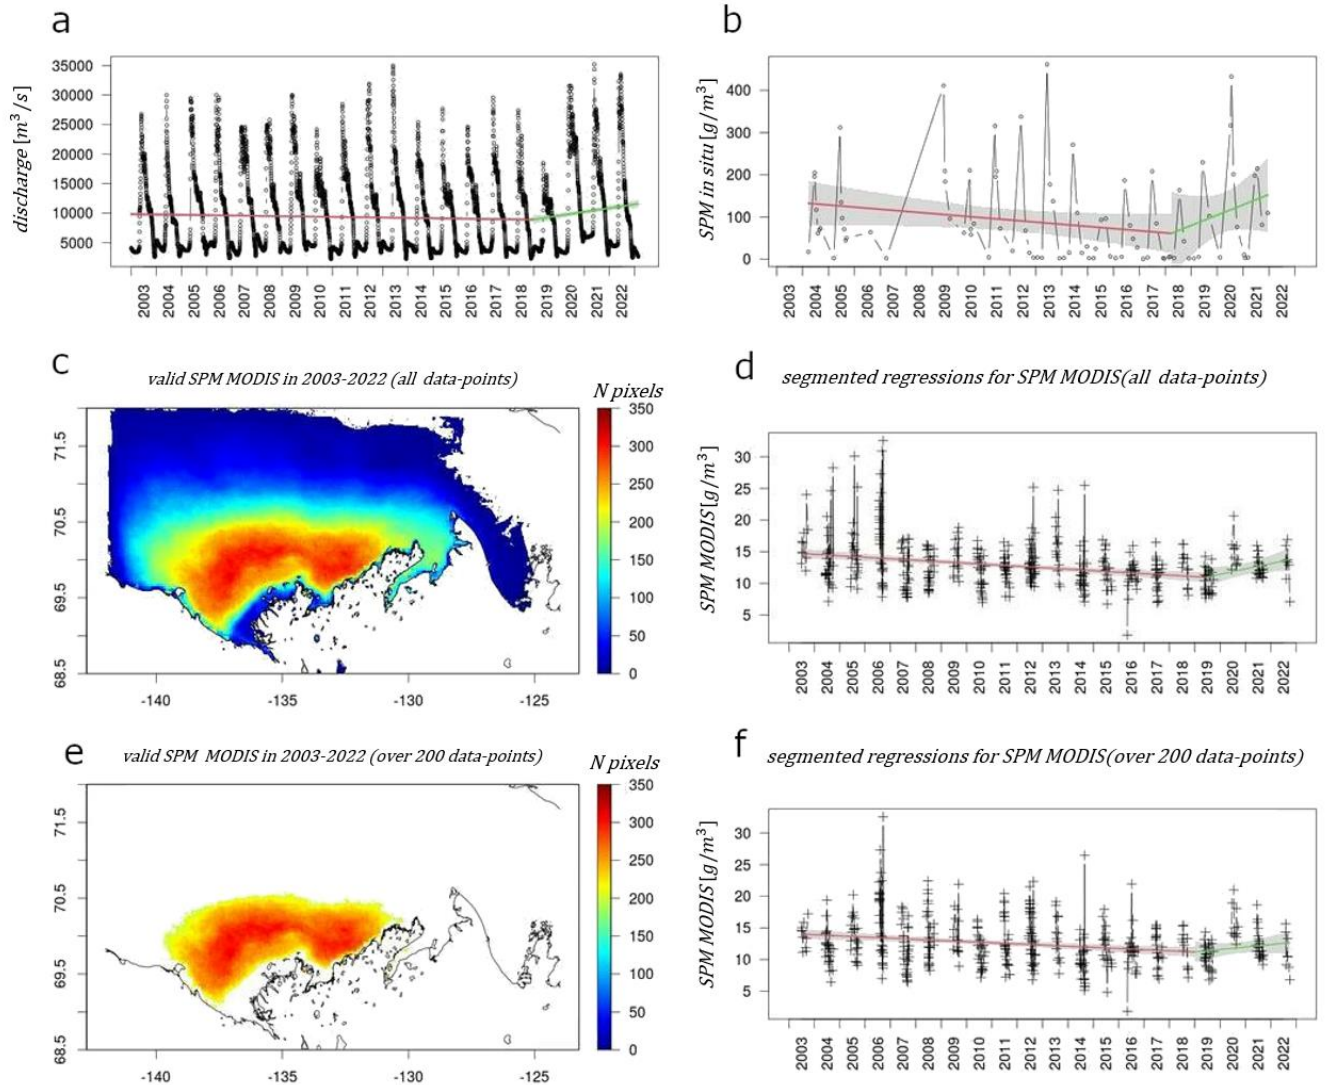 a
discharge [m³/s]
35000
30000
25000
20000
15000
10000
5000
2003 2004 2005 2006 2007 2008 2009 2010 2011 2012 2013 2014 2015 2016 2017 2018 2019 2020 2021 2022
b
SPM in situ [g/m³]
400
300
200
100
0
2003 2004 2005 2006 2007 2008 2009 2010 2011 2012 2013 2014 2015 2016 2017 2018 2019 2020 2021 2022
c
valid SPM MODIS in 2003-2022 (all data-points)
N pixels
71.5
70.5
69.5
68.5
-140 -135 -130 -125
350
300
250
200
150
100
50
0
d
segmented regressions for SPM MODIS(all data-points)
SPM MODIS[g/m³]
30
25
20
15
10
5
2003 2004 2005 2006 2007 2008 2009 2010 2011 2012 2013 2014 2015 2016 2017 2018 2019 2020 2021 2022
e
valid SPM MODIS in 2003-2022 (over 200 data-points)
N pixels
71.5
70.5
69.5
68.5
-140 -135 -130 -125
350
300
250
200
150
100
50
0
f
segmented regressions for SPM MODIS(over 200 data-points)
SPM MODIS[g/m³]
30
25
20
15
10
5
2003 2004 2005 2006 2007 2008 2009 2010 2011 2012 2013 2014 2015 2016 2017 2018 2019 2020 2021 2022